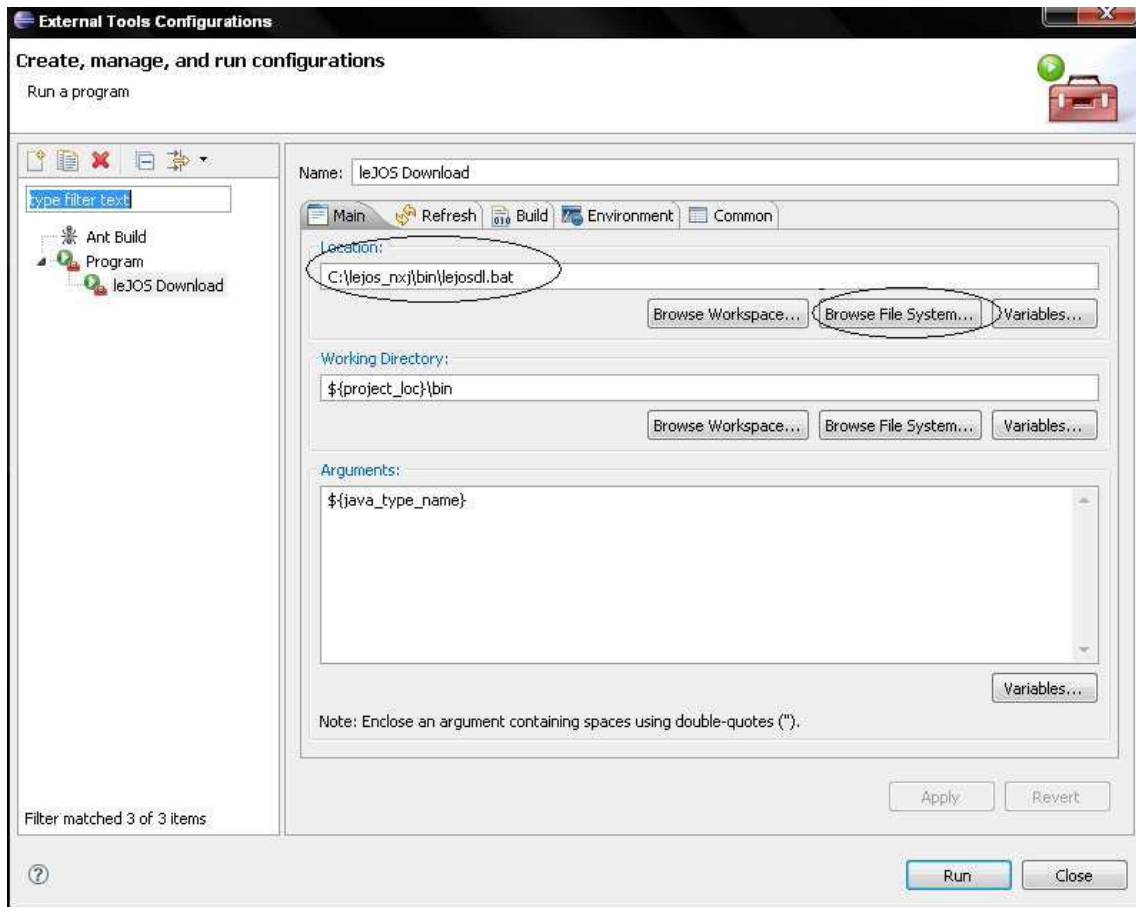 External Tools Configurations
Create, manage, and run configurations
Run a program
type filter text
Ant Build
Program
leJOS Download
Filter matched 3 of 3 items
Name: leJOS Download
Main Refresh Build Environment Common
Location:
C:\lejos_nxj\bin\lejosdl.bat
Browse Workspace... Browse File System... Variables...
Working Directory:
${project_loc}\bin
Browse Workspace... Browse File System... Variables...
Arguments:
${java_type_name}
Variables...
Note: Enclose an argument containing spaces using double-quotes (").
Apply Revert
Run Close